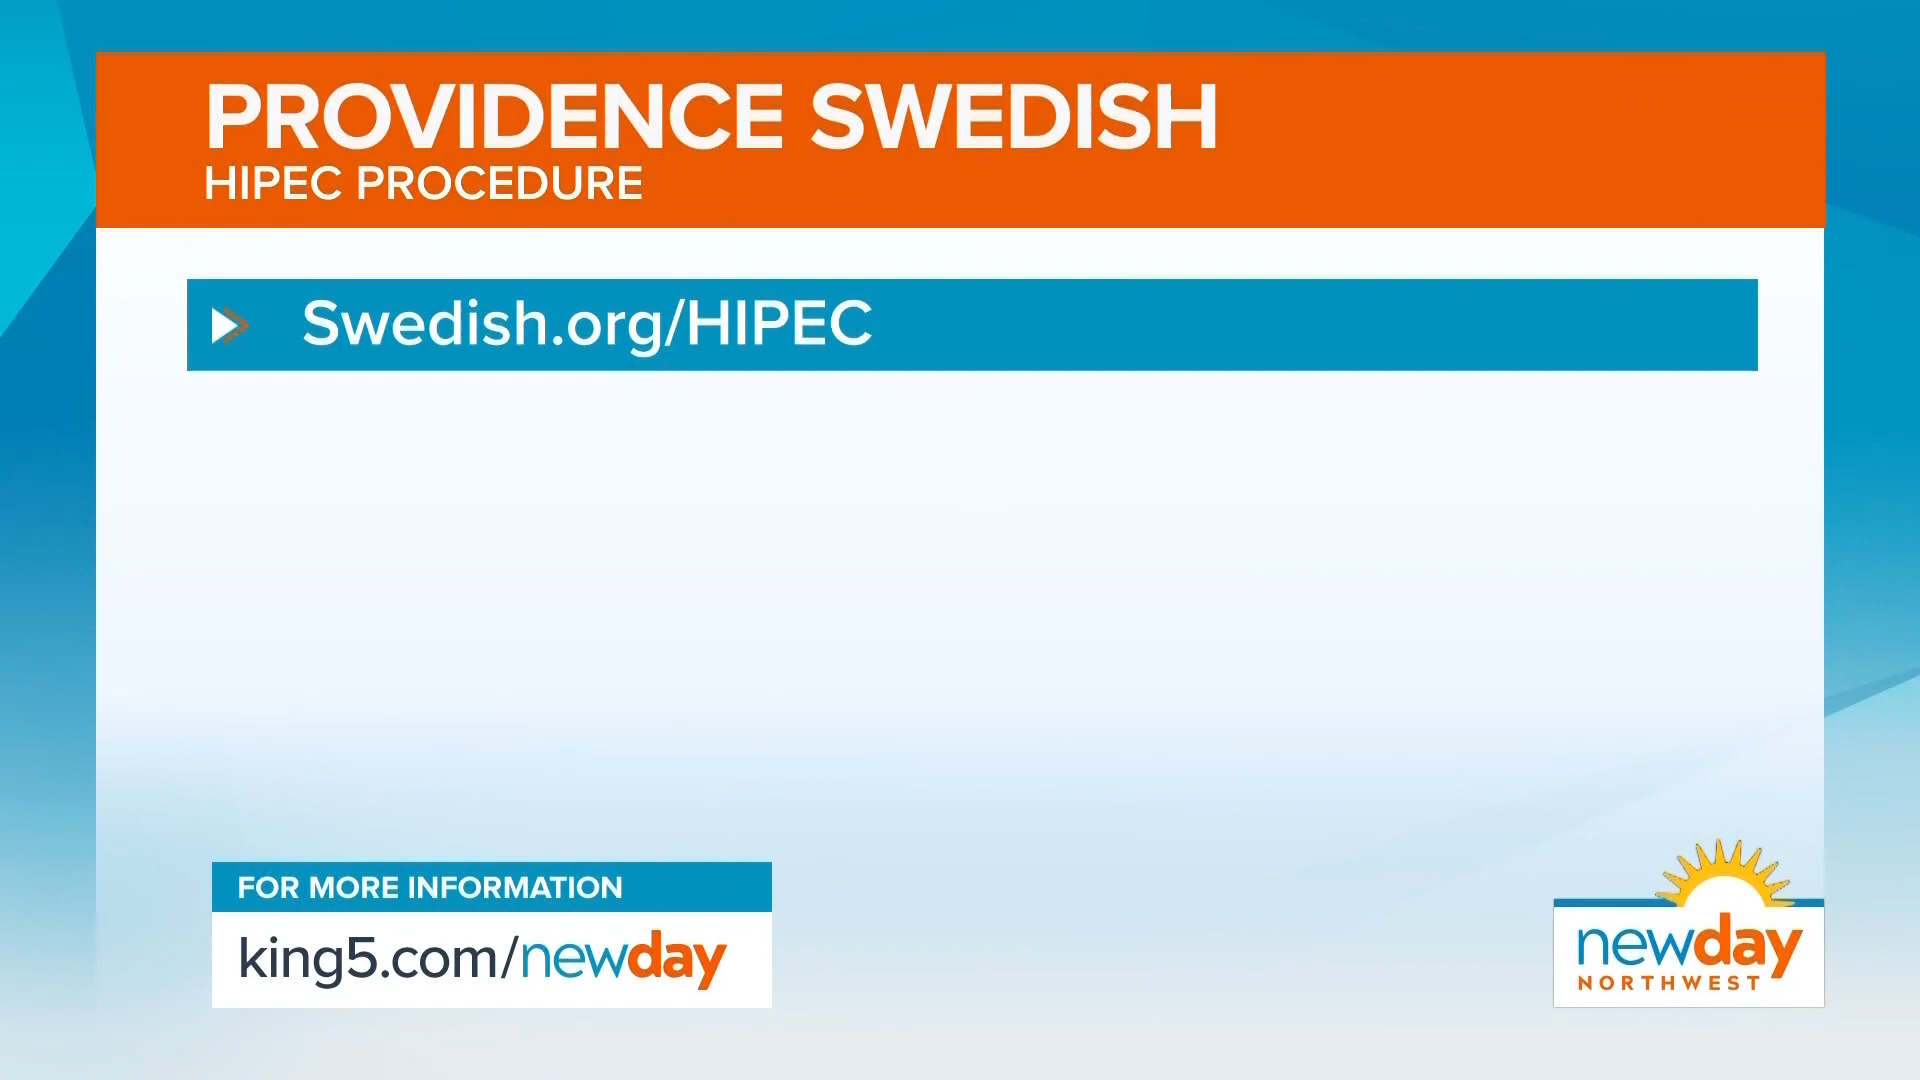 PROVIDENCE SWEDISH
HIPEC PROCEDURE
Swedish.org/HIPEC
FOR MORE INFORMATION
king5.com/newday
newday
NORTHWEST